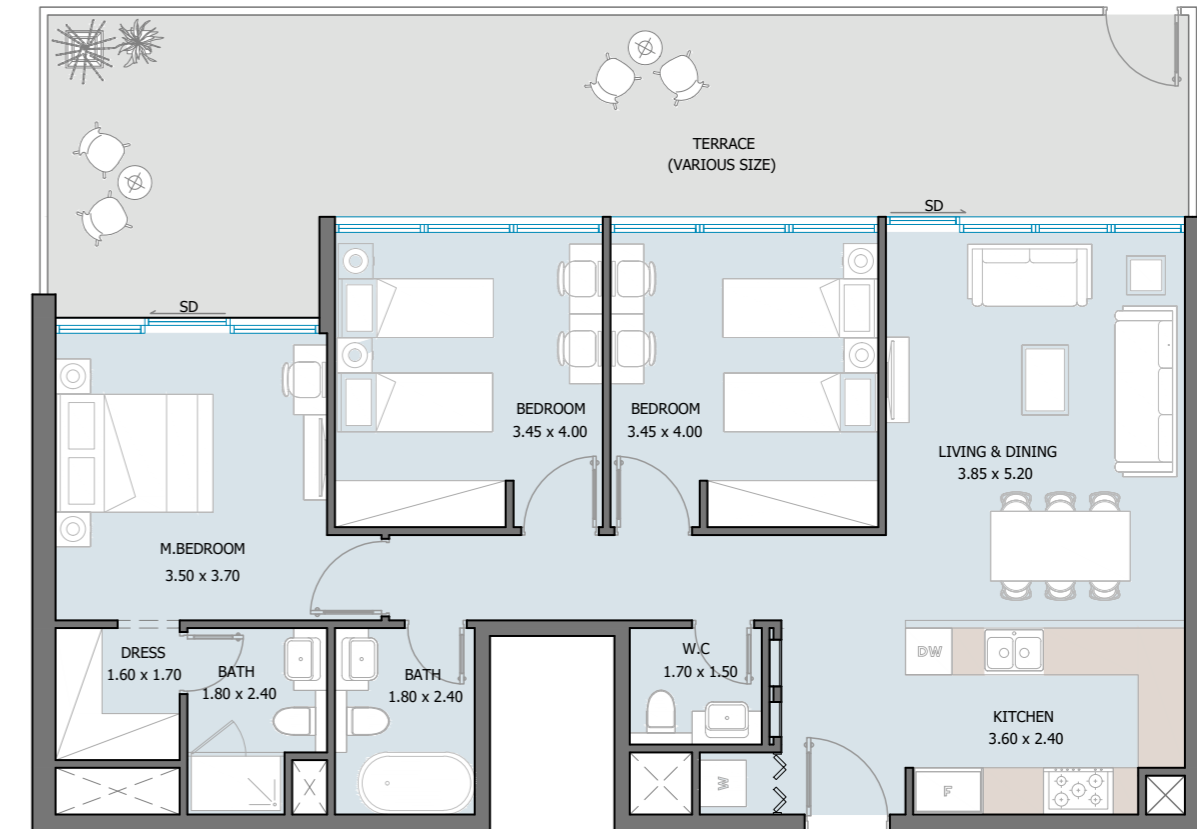 TERRACE
(VARIOUS SIZE)
SD
SD
BEDROOM
3.45 x 4.00
BEDROOM
3.45 x 4.00
LIVING & DINING
3.85 x 5.20
M.BEDROOM
3.50 x 3.70
DRESS
1.60 x 1.70
BATH
1.80 x 2.40
BATH
1.80 x 2.40
W.C
1.70 x 1.50
DW
KITCHEN
3.60 x 2.40
W
F